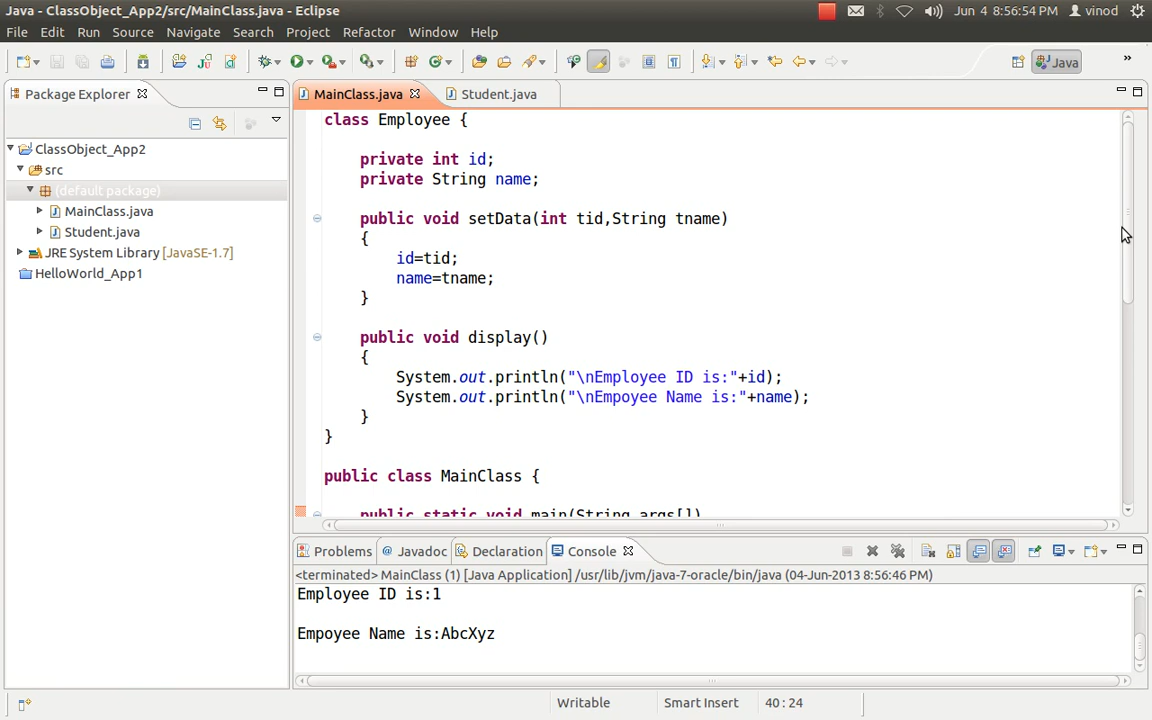 Java - ClassObject_App2/src/MainClass.java - Eclipse
Jun 4 8:56:54 PM vinod
File Edit Run Source Navigate Search Project Refactor Window Help
Java »
Package Explorer
MainClass.java Student.java
ClassObject_App2
src
(default package)
MainClass.java
Student.java
JRE System Library [JavaSE-1.7]
HelloWorld_App1
class Employee {
private int id;
private String name;
public void setData(int tid,String tname)
{
id=tid;
name=tname;
}
public void display()
{
System.out.println("\nEmployee ID is:"+id);
System.out.println("\nEmpoyee Name is:"+name);
}
}
public class MainClass {
public static void main(String args[])
Problems @ Javadoc Declaration Console
<terminated> MainClass (1) [Java Application] /usr/lib/jvm/java-7-oracle/bin/java (04-Jun-2013 8:56:46 PM)
Employee ID is:1
Empoyee Name is:AbcXyz
Writable Smart Insert 40 : 24